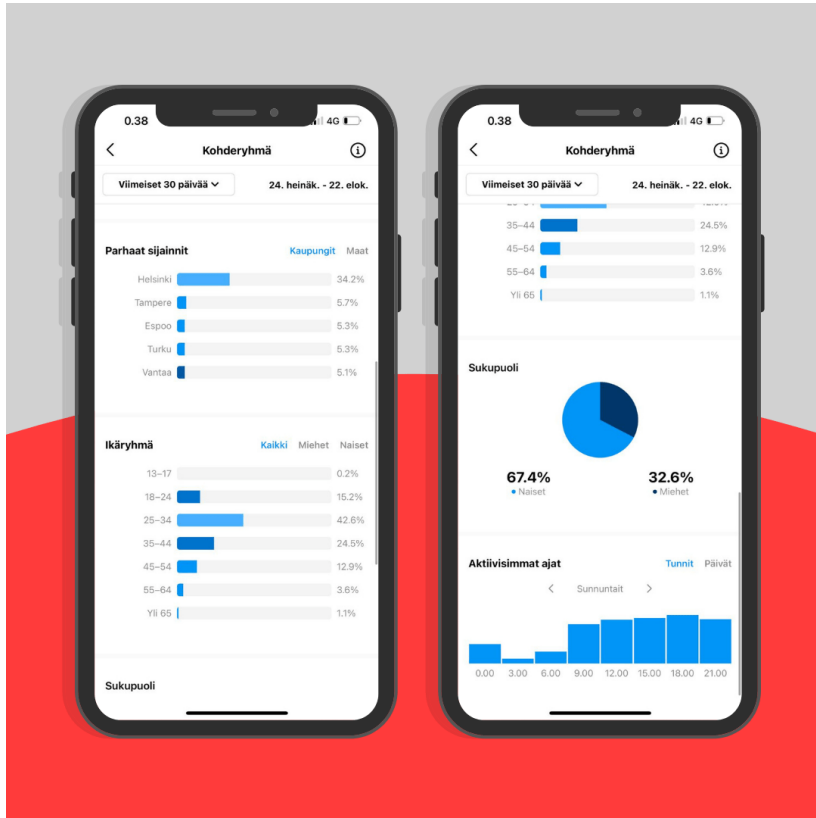 0.38
4G
Kohderyhmä
Viimeiset 30 päivää
24. heinäk. - 22. elok.
Parhaat sijainnit Kaupungit Maat
Helsinki 34.2%
Tampere 5.7%
Espoo 5.3%
Turku 5.3%
Vantaa 5.1%
Ikäryhmä Kaikki Miehet Naiset
13–17 0.2%
18–24 15.2%
25–34 42.6%
35–44 24.5%
45–54 12.9%
55–64 3.6%
Yli 65 1.1%
Sukupuoli
0.38
4G
Kohderyhmä
Viimeiset 30 päivää
24. heinäk. - 22. elok.
35–44 24.5%
45–54 12.9%
55–64 3.6%
Yli 65 1.1%
Sukupuoli
67.4% 32.6%
Naiset Miehet
Aktiivisimmat ajat Tunnit Päivät
Sunnuntait
0.00 3.00 6.00 9.00 12.00 15.00 18.00 21.00